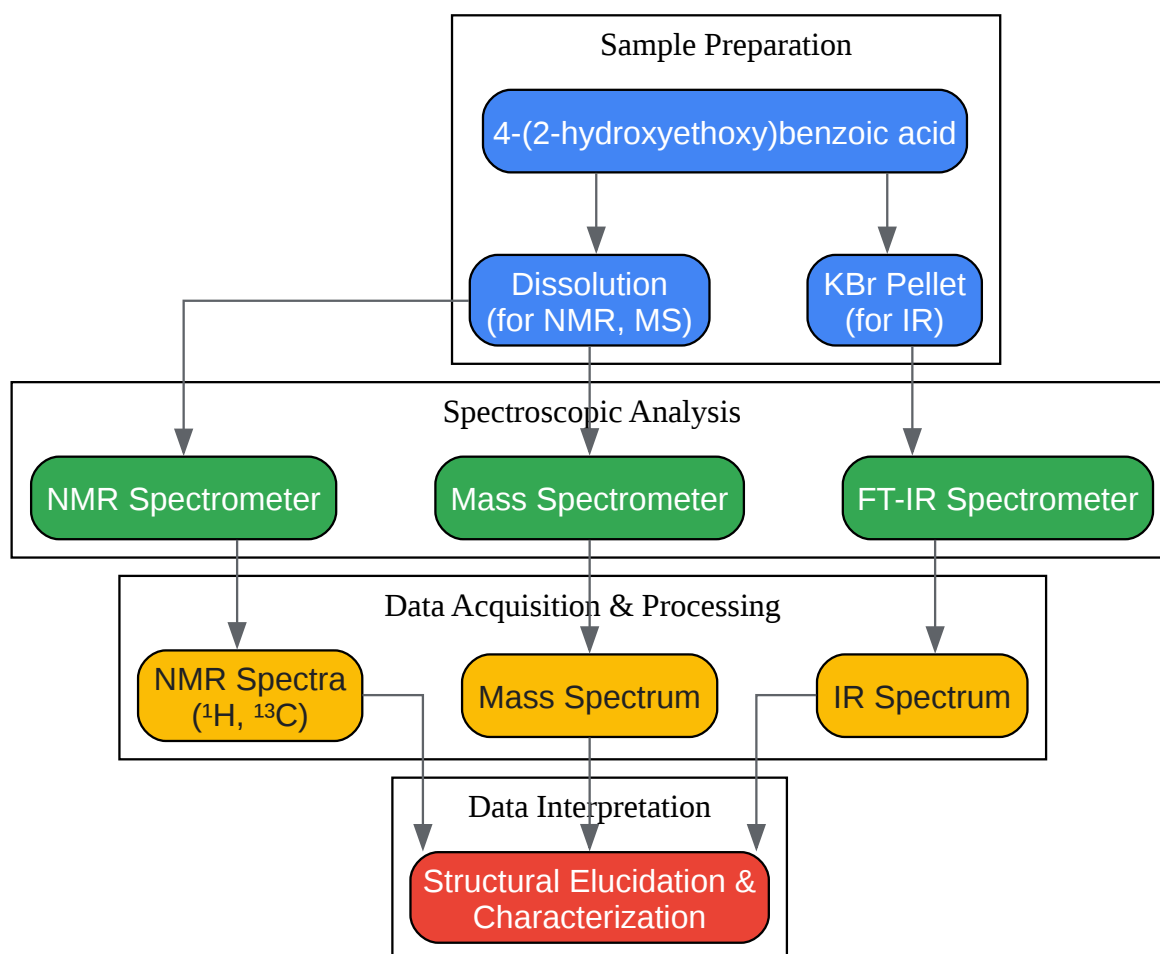 Sample Preparation
4-(2-hydroxyethoxy)benzoic acid
Dissolution
(for NMR, MS)
KBr Pellet
(for IR)
Spectroscopic Analysis
NMR Spectrometer
Mass Spectrometer
FT-IR Spectrometer
Data Acquisition & Processing
NMR Spectra
(¹H, ¹³C)
Mass Spectrum
IR Spectrum
Data Interpretation
Structural Elucidation &
Characterization